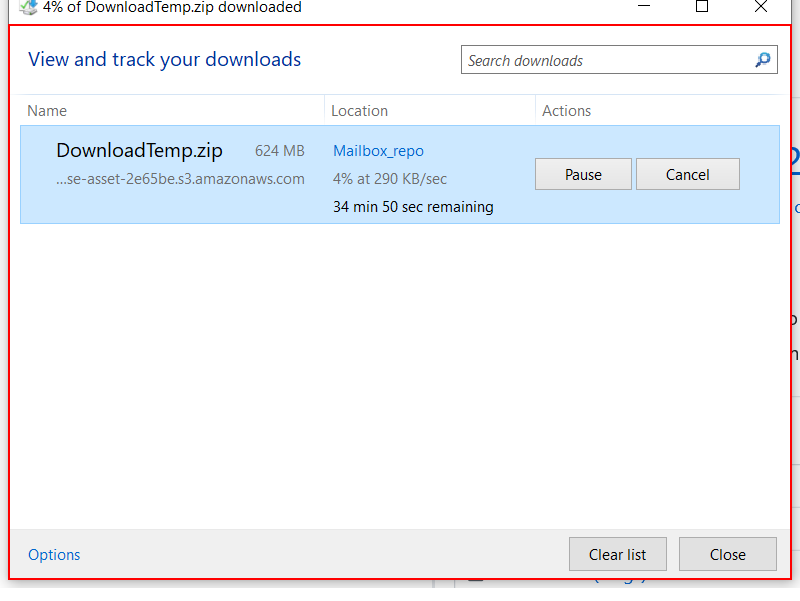 4% of DownloadTemp.zip downloaded
View and track your downloads
Search downloads
Name Location Actions
DownloadTemp.zip 624 MB Mailbox_repo
...se-asset-2e65be.s3.amazonaws.com 4% at 290 KB/sec
Pause Cancel
34 min 50 sec remaining
Options Clear list Close